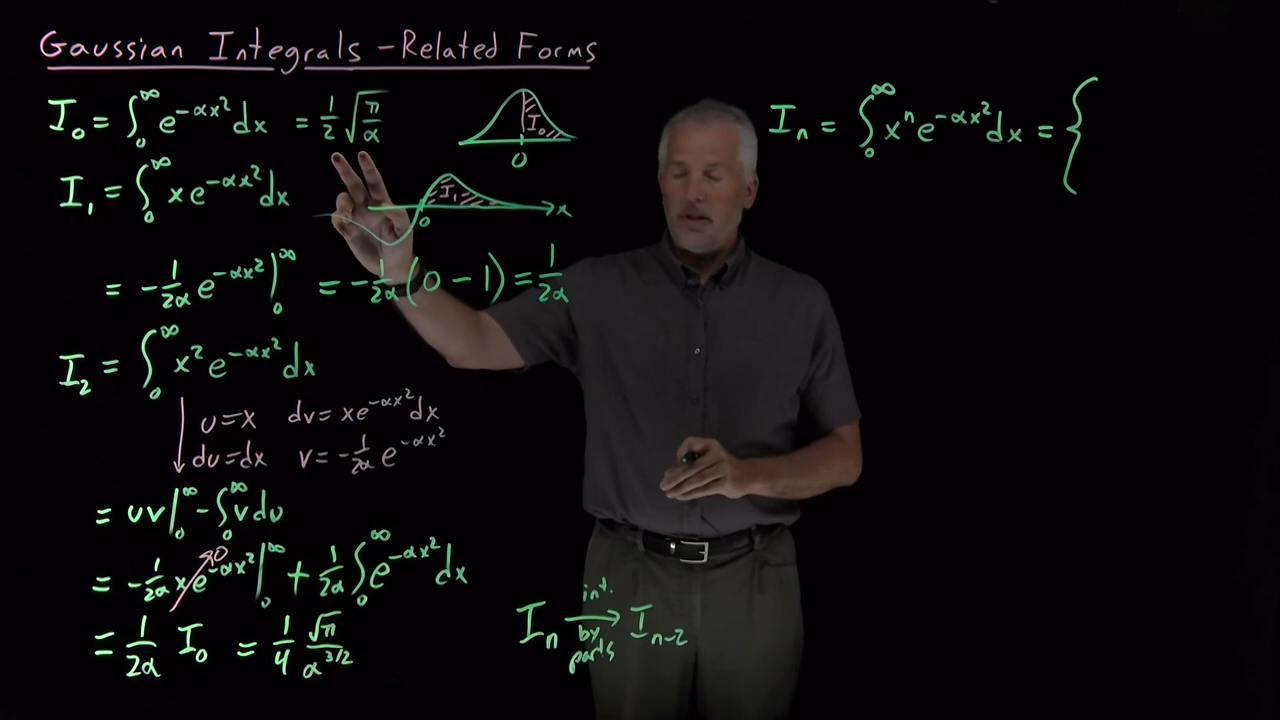 Gaussian Integrals - Related Forms
I₀ = ∫₀^∞ e^(-αx²) dx = 1/2 √(π/α)
I₀
0
I₁ = ∫₀^∞ x e^(-αx²) dx
I₁
0
x
= -1/2α e^(-αx²) |₀^∞ = -1/2α (0 - 1) = 1/2α
I₂ = ∫₀^∞ x² e^(-αx²) dx
u = x dv = x e^(-αx²) dx
du = dx v = -1/2α e^(-αx²)
= uv |₀^∞ - ∫₀^∞ v du
= -1/2α x e^(-αx²) |₀^∞ + 1/2α ∫₀^∞ e^(-αx²) dx
0
= 1/2α I₀ = 1/4 √π/α^(3/2)
Iₙ int. by parts → Iₙ₋₂
Iₙ = ∫₀^∞ xⁿ e^(-αx²) dx = {